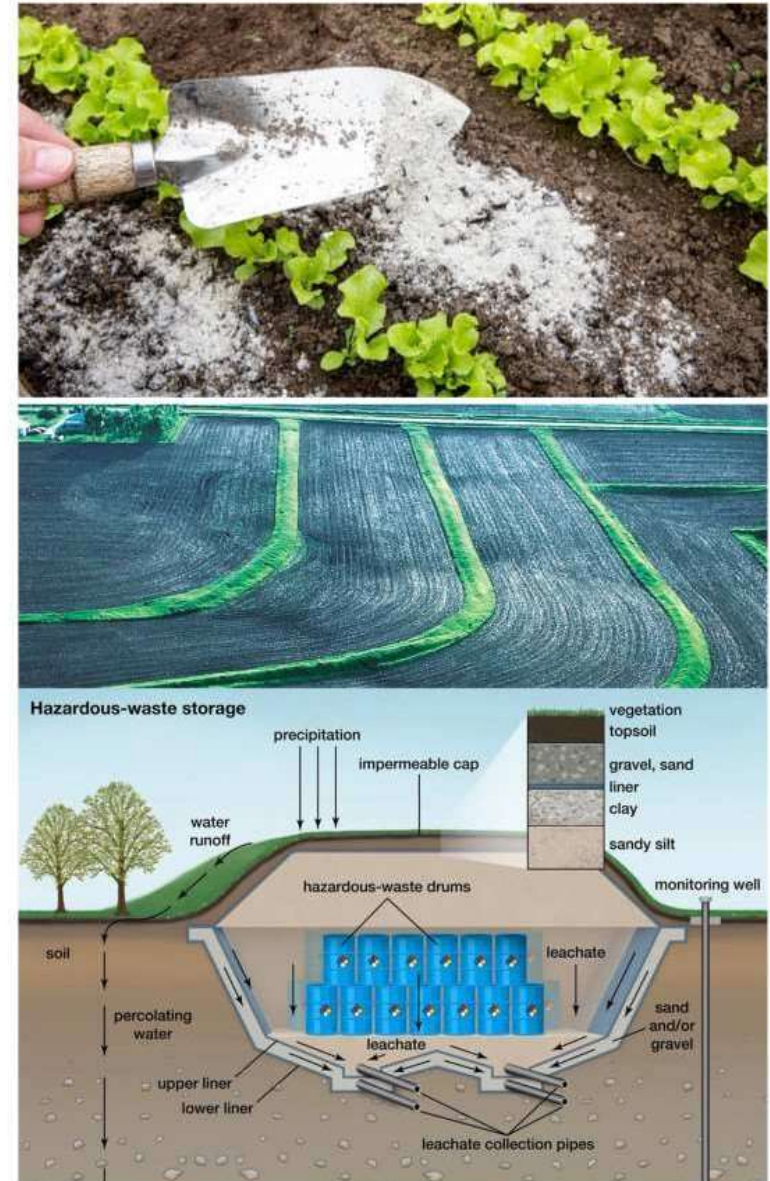 Hazardous-waste storage
precipitation
impermeable cap
water
runoff
vegetation
topsoil
gravel, sand
liner
clay
sandy silt
monitoring well
hazardous-waste drums
soil
leachate
percolating
water
leachate
sand
and/or
gravel
upper liner
lower liner
leachate collection pipes